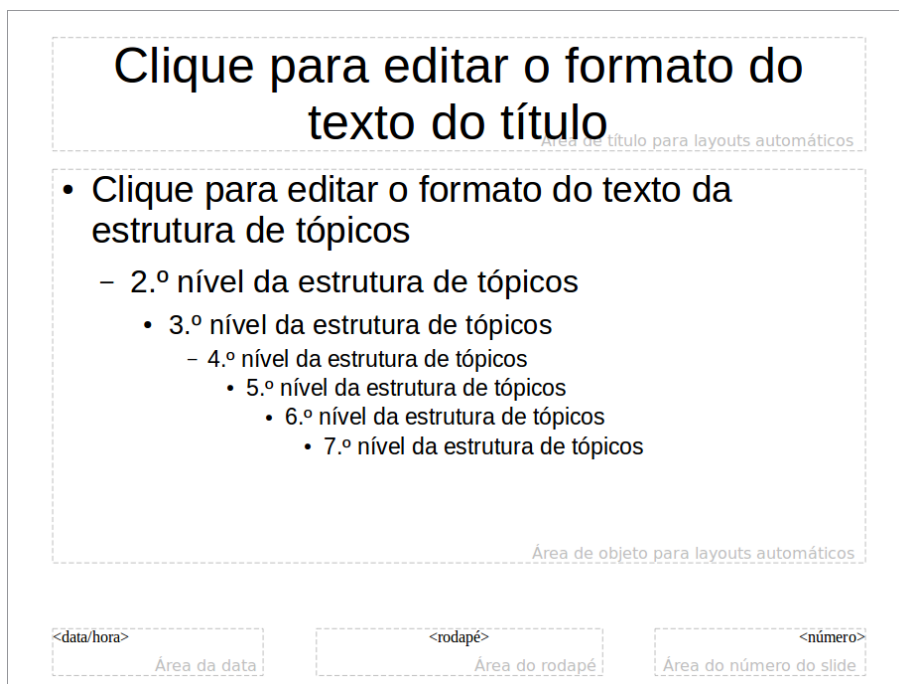 Clique para editar o formato do
texto do título
Área de título para layouts automáticos
• Clique para editar o formato do texto da
estrutura de tópicos
– 2.º nível da estrutura de tópicos
• 3.º nível da estrutura de tópicos
– 4.º nível da estrutura de tópicos
• 5.º nível da estrutura de tópicos
• 6.º nível da estrutura de tópicos
• 7.º nível da estrutura de tópicos
Área de objeto para layouts automáticos
<data/hora>
Área da data
<rodapé>
Área do rodapé
<número>
Área do número do slide